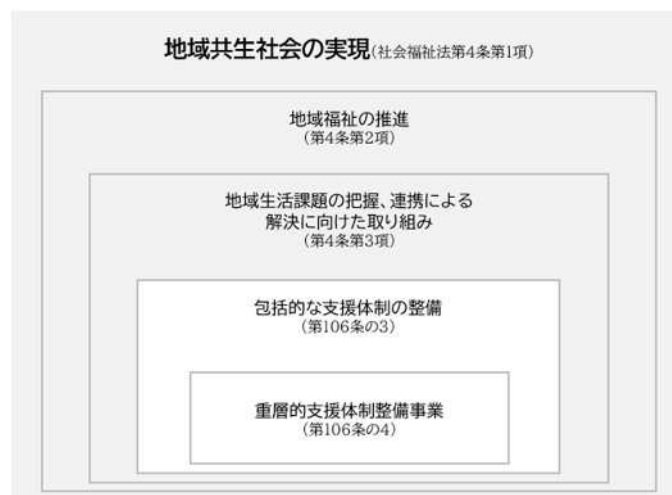 地域共生社会の実現(社会福祉法第4条第1項)
地域福祉の推進
(第4条第2項)
地域生活課題の把握、連携による
解決に向けた取り組み
(第4条第3項)
包括的な支援体制の整備
(第106条の3)
重層的支援体制整備事業
(第106条の4)